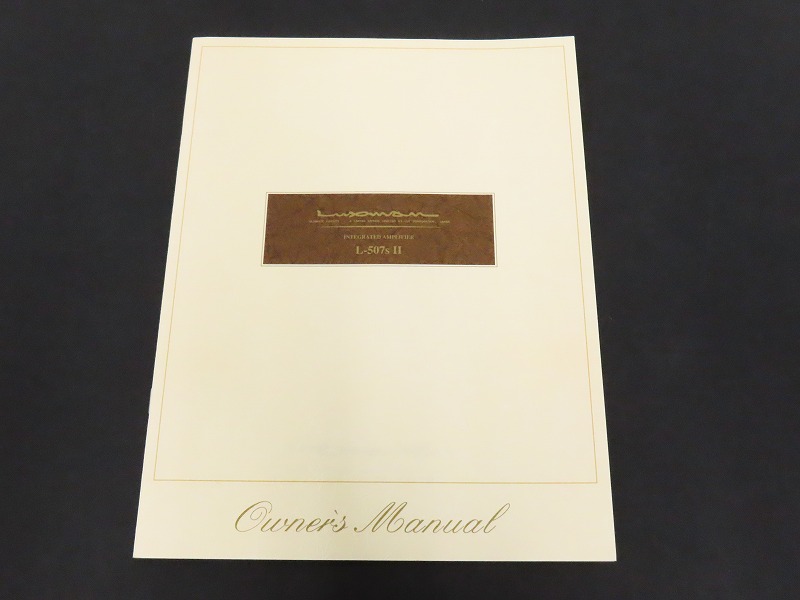 LUXMAN
INTEGRATED AMPLIFIER
L-507s II
Owner's Manual